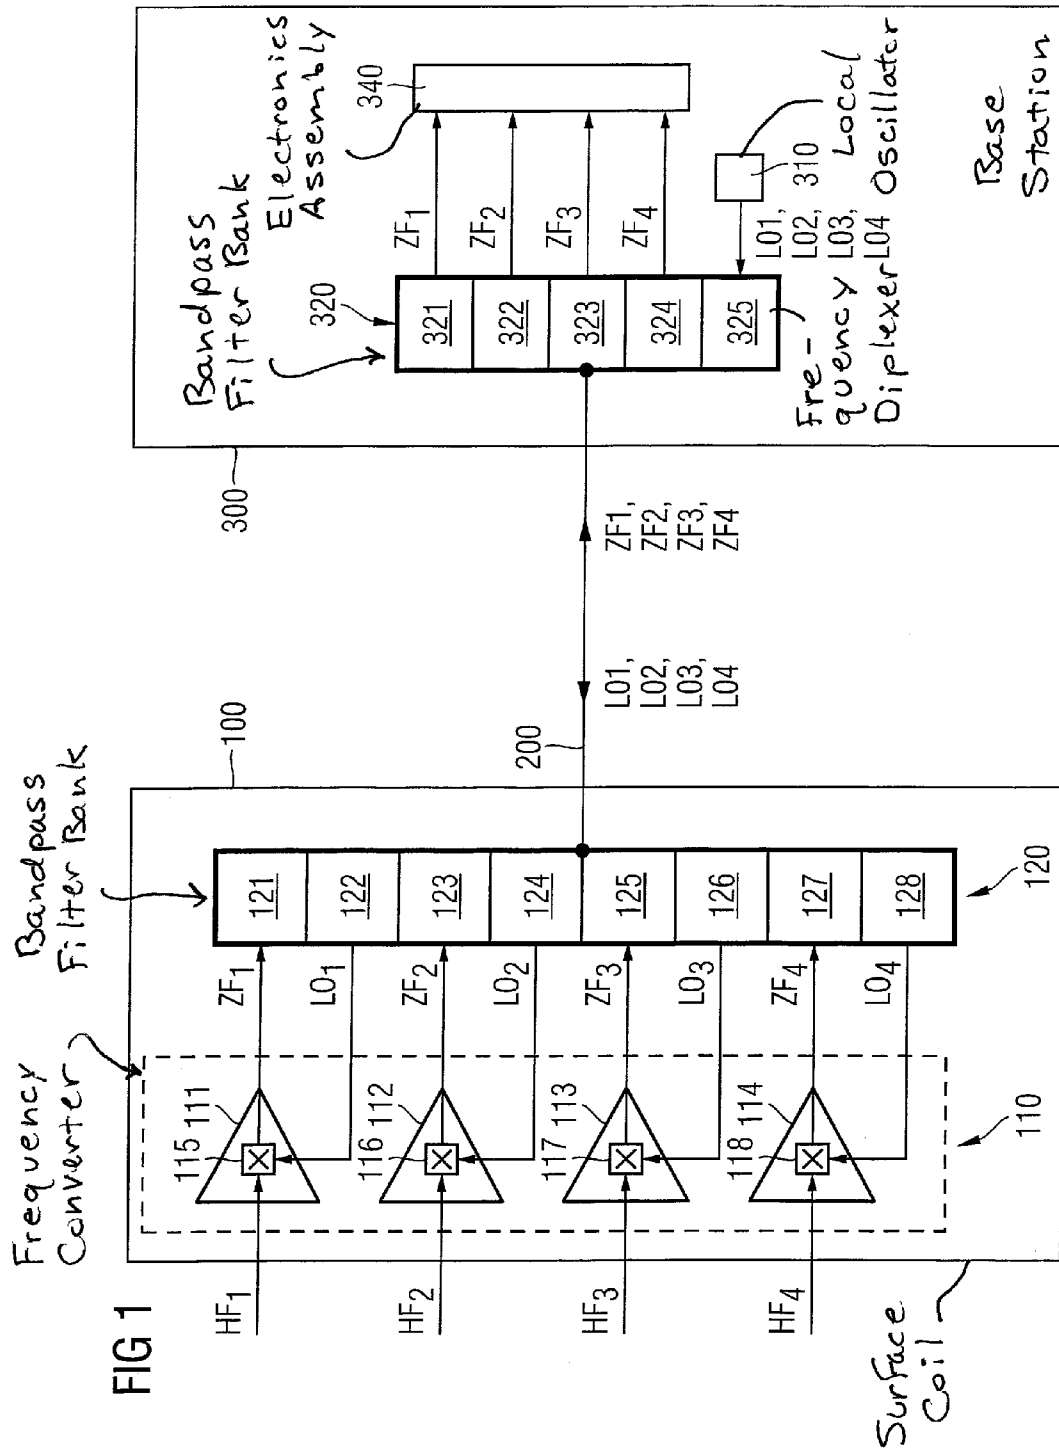 FIG 1
HF1
HF2
HF3
HF4
Surface
Coil
Frequency
Converter
110
111
115
112
116
113
117
114
118
ZF1
LO1
ZF2
LO2
ZF3
LO3
ZF4
LO4
Bandpass
Filter Bank
121
122
123
124
125
126
127
128
120
100
200
LO1,
LO2,
LO3,
LO4
ZF1,
ZF2,
ZF3,
ZF4
300
Bandpass
Filter Bank
320
321
322
323
324
325
Fre-
quency
Diplexer
ZF1
ZF2
ZF3
ZF4
LO1,
LO2,
LO3,
LO4
Electronics
Assembly
340
310
Local
Oscillator
Base
Station